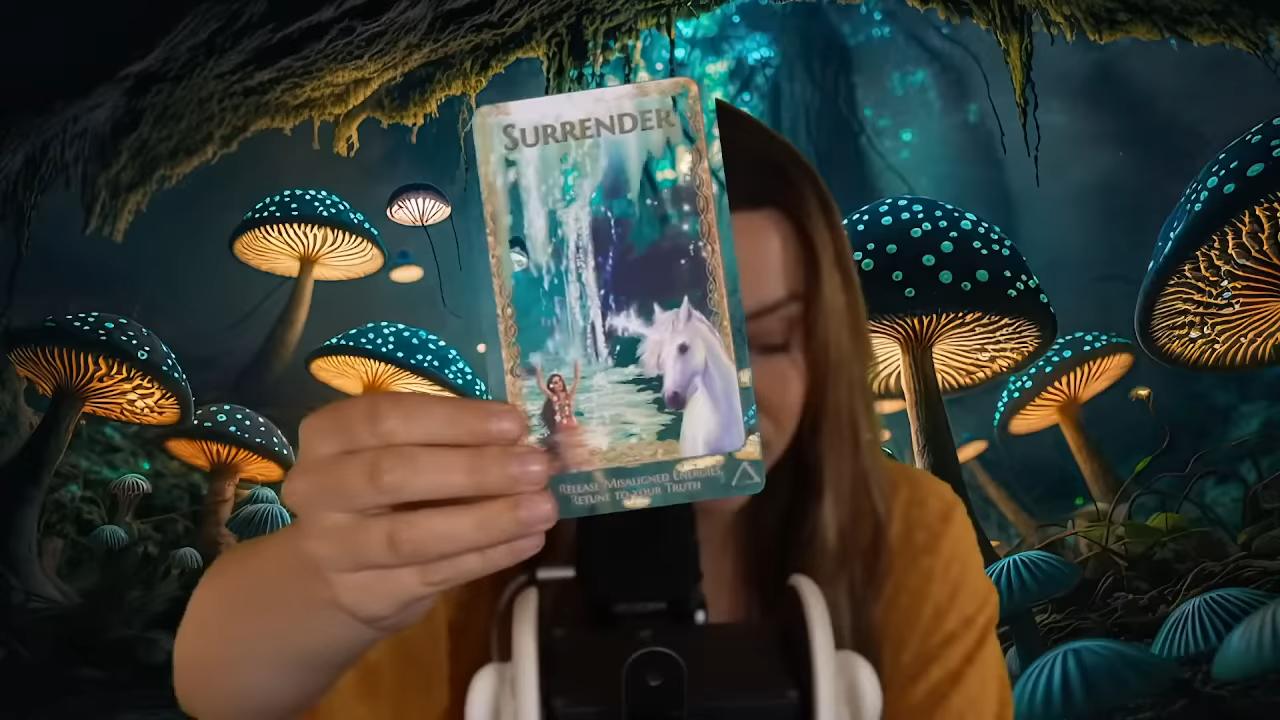 SURRENDER
RELEASE MISALIGNED ENERGIES,
RETUNE TO YOUR TRUTH